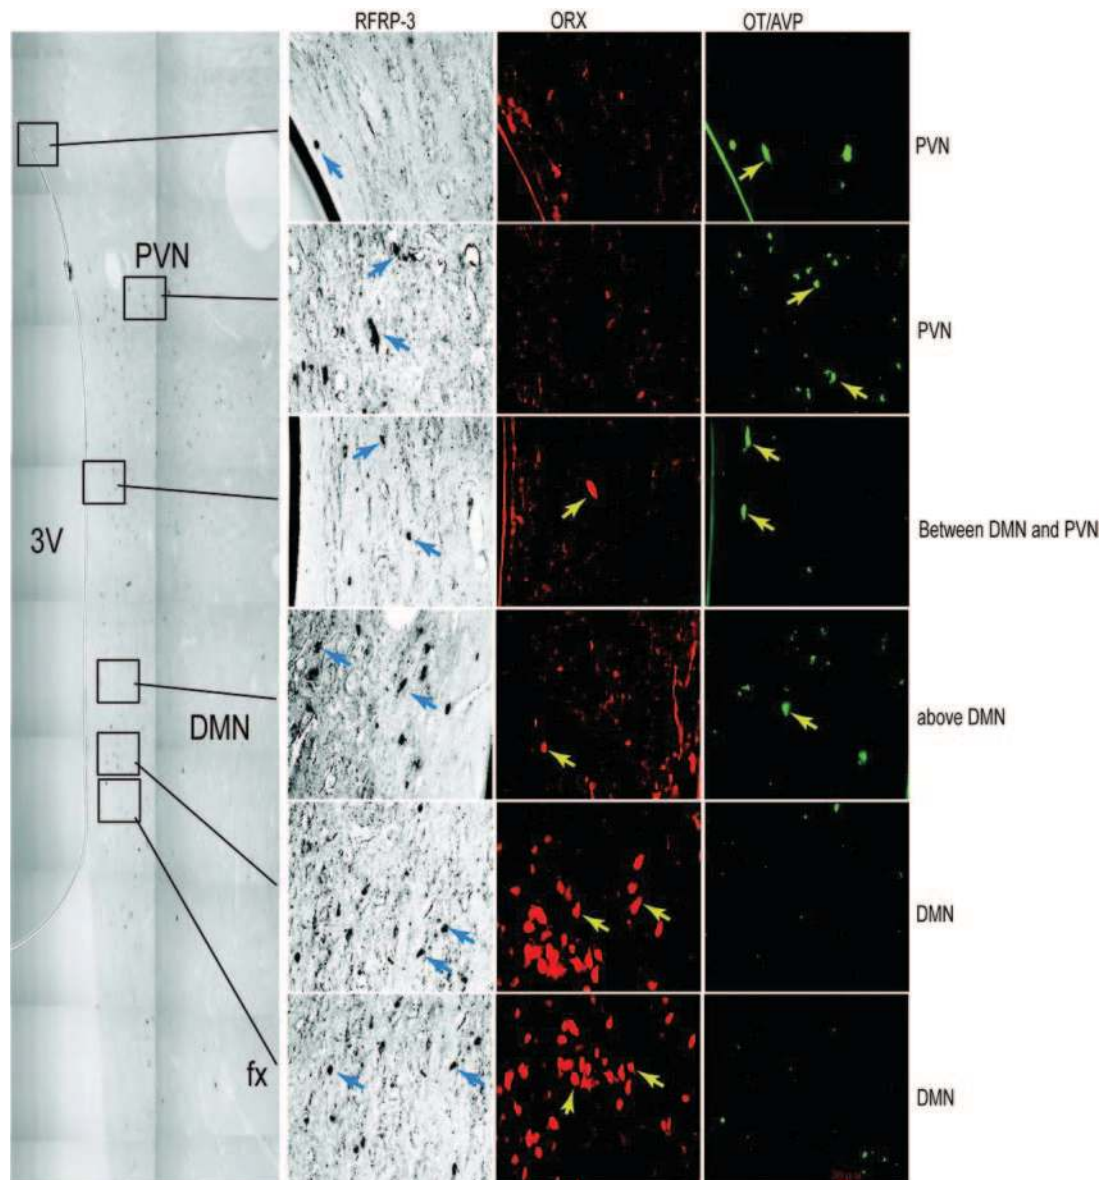 RFRP-3 ORX OT/AVP
PVN
PVN
PVN
Between DMN and PVN
3V
above DMN
DMN
DMN
fx
DMN